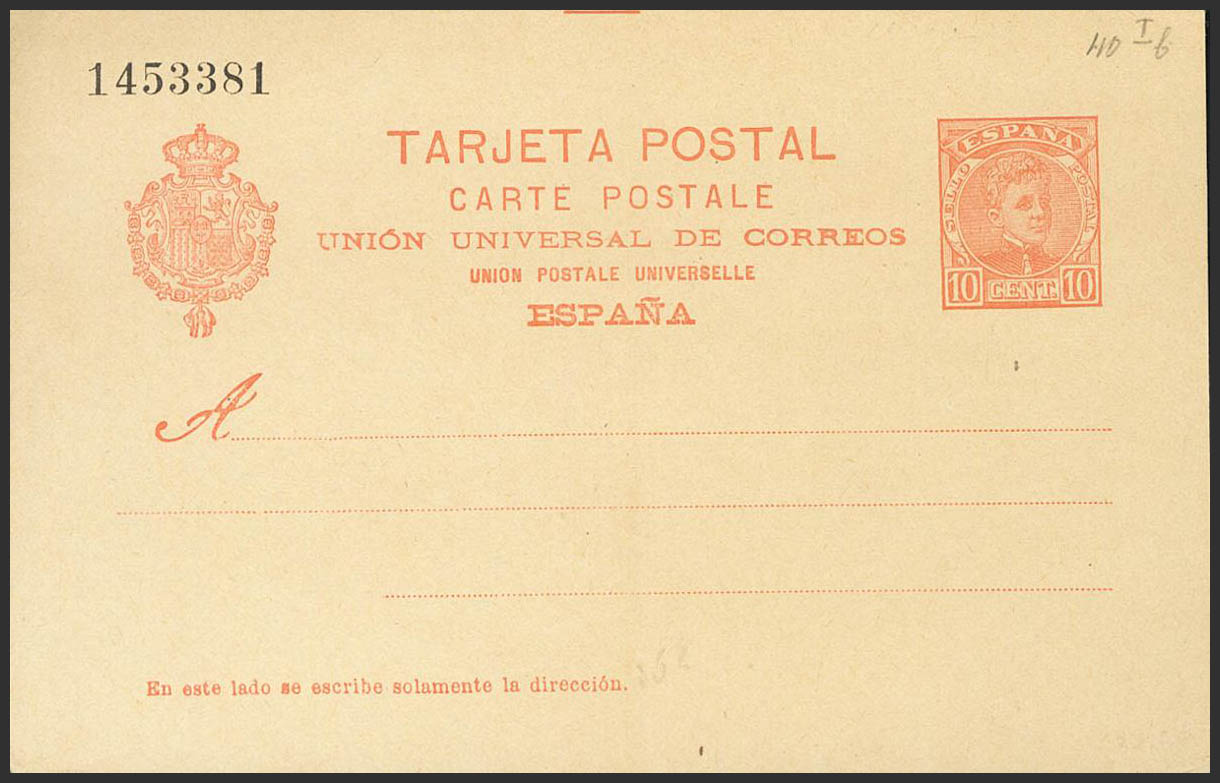 1453381
TARJETA POSTAL
CARTE POSTALE
UNIÓN UNIVERSAL DE CORREOS
UNION POSTALE UNIVERSELLE
ESPAÑA
ESPAÑA
SELLO POSTAL
10 CENT. 10
A
En este lado se escribe solamente la dirección.